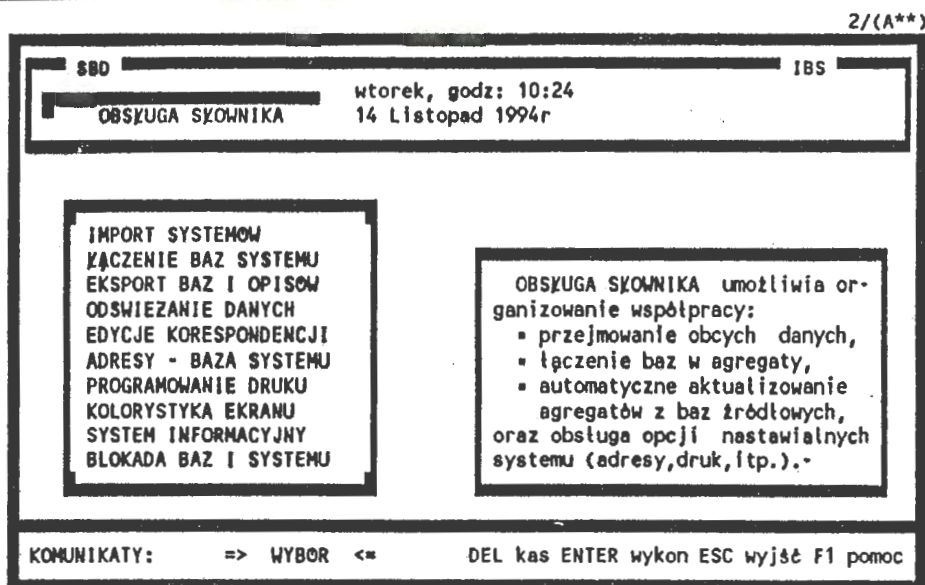 2/(A**)
SBD IBS
wtorek, godz: 10:24
OBSŁUGA SŁOWNIKA 14 Listopad 1994r
IMPORT SYSTEMOW
ŁĄCZENIE BAZ SYSTEMU
EKSPORT BAZ I OPISOW
ODSWIEZANIE DANYCH
EDYCJE KORESPONDENCJI
ADRESY - BAZA SYSTEMU
PROGRAMOWANIE DRUKU
KOLORYSTYKA EKRANU
SYSTEM INFORMACYJNY
BLOKADA BAZ I SYSTEMU
OBSŁUGA SŁOWNIKA umożliwia or-
ganizowanie współpracy:
▪ przejmowanie obcych danych,
▪ łączenie baz w agregaty,
▪ automatyczne aktualizowanie
agregatów z baz źródłowych,
oraz obsługa opcji nastawialnych
systemu (adresy,druk,itp.).-
KOMUNIKATY: => WYBOR <= DEL kas ENTER wykon ESC wyjść F1 pomoc